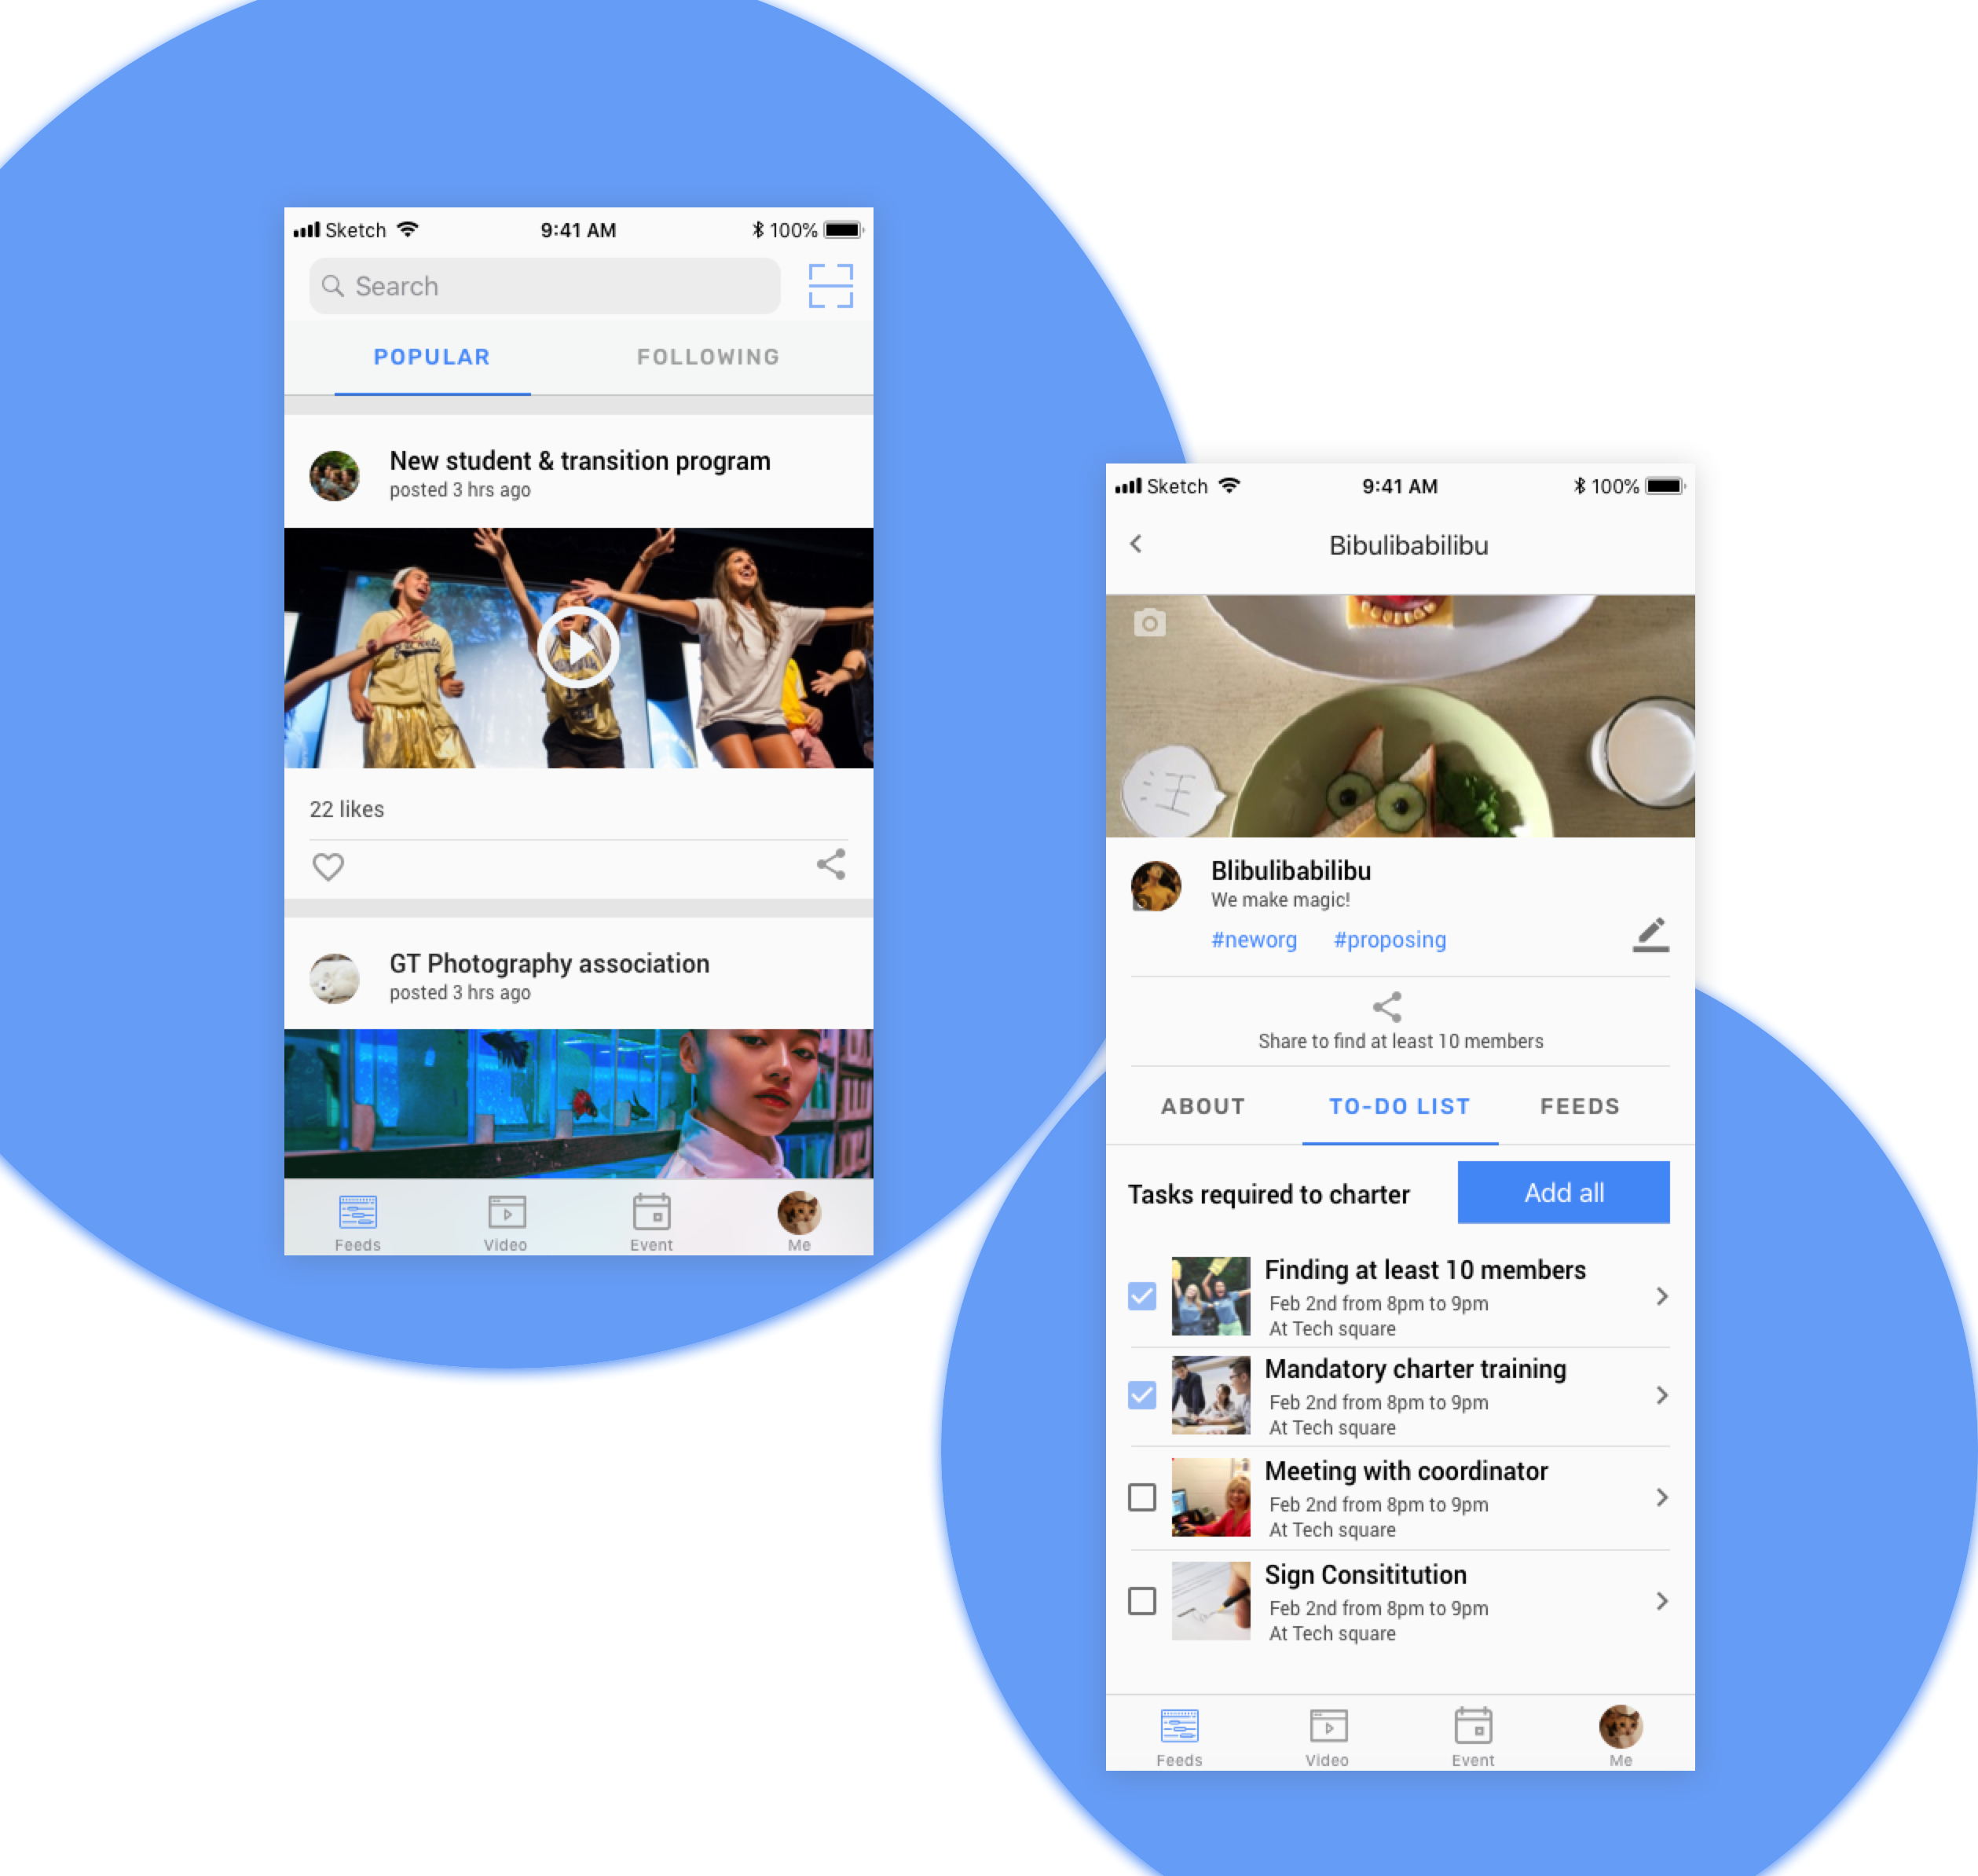 Sketch 9:41 AM 100%
Search
POPULAR FOLLOWING
New student & transition program
posted 3 hrs ago
22 likes
GT Photography association
posted 3 hrs ago
Feeds Video Event Me
Sketch 9:41 AM 100%
Bibulibabilibu
汪
Blibulibabilibu
We make magic!
#neworg #proposing
Share to find at least 10 members
ABOUT TO-DO LIST FEEDS
Tasks required to charter Add all
Finding at least 10 members
Feb 2nd from 8pm to 9pm
At Tech square
Mandatory charter training
Feb 2nd from 8pm to 9pm
At Tech square
Meeting with coordinator
Feb 2nd from 8pm to 9pm
At Tech square
Sign Consititution
Feb 2nd from 8pm to 9pm
At Tech square
Feeds Video Event Me